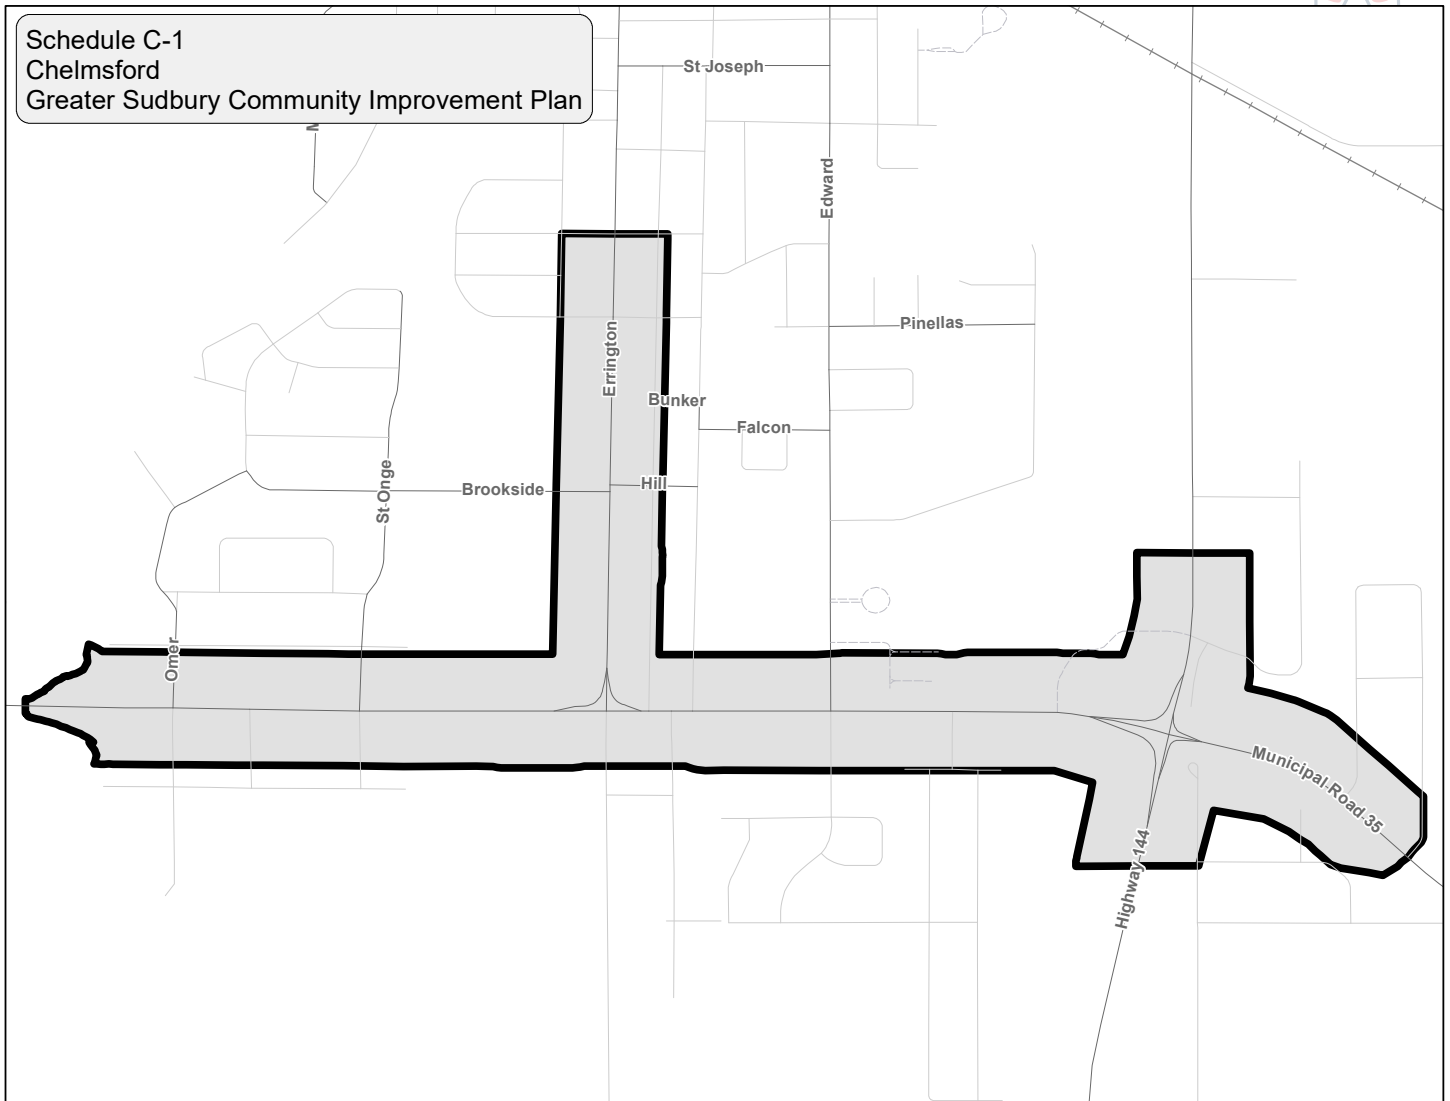 Schedule C-1
Chelmsford
Greater Sudbury Community Improvement Plan
St Joseph
Edward
Errington
Pinellas
Bunker
Falcon
St-Onge
Brookside
Hill
Omer
Municipal-Road-35
Highway-144